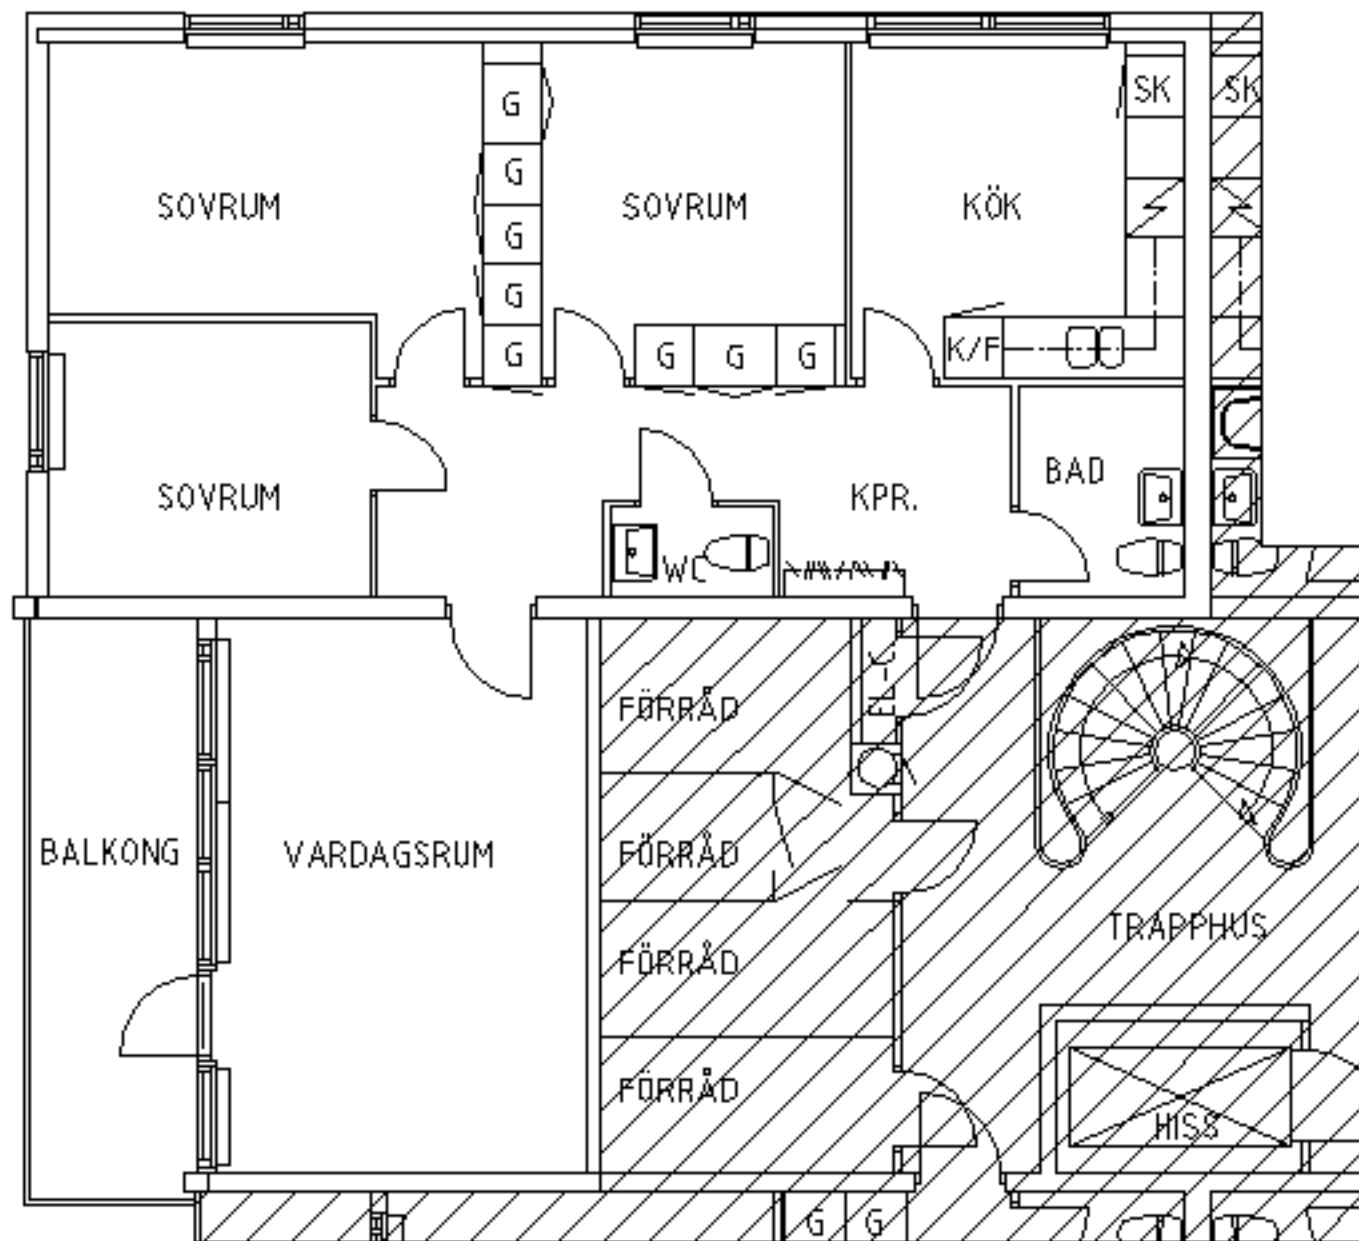 SK
SK
G
G
SOVRUM
SOVRUM
KÖK
G
G
G
G
G
G
K/F
BAD
SOVRUM
KPR.
WC
FÖRRÅD
BALKONG
VARDAGSRUM
FÖRRÅD
TRAPPHUS
FÖRRÅD
FÖRRÅD
HISS
G
G